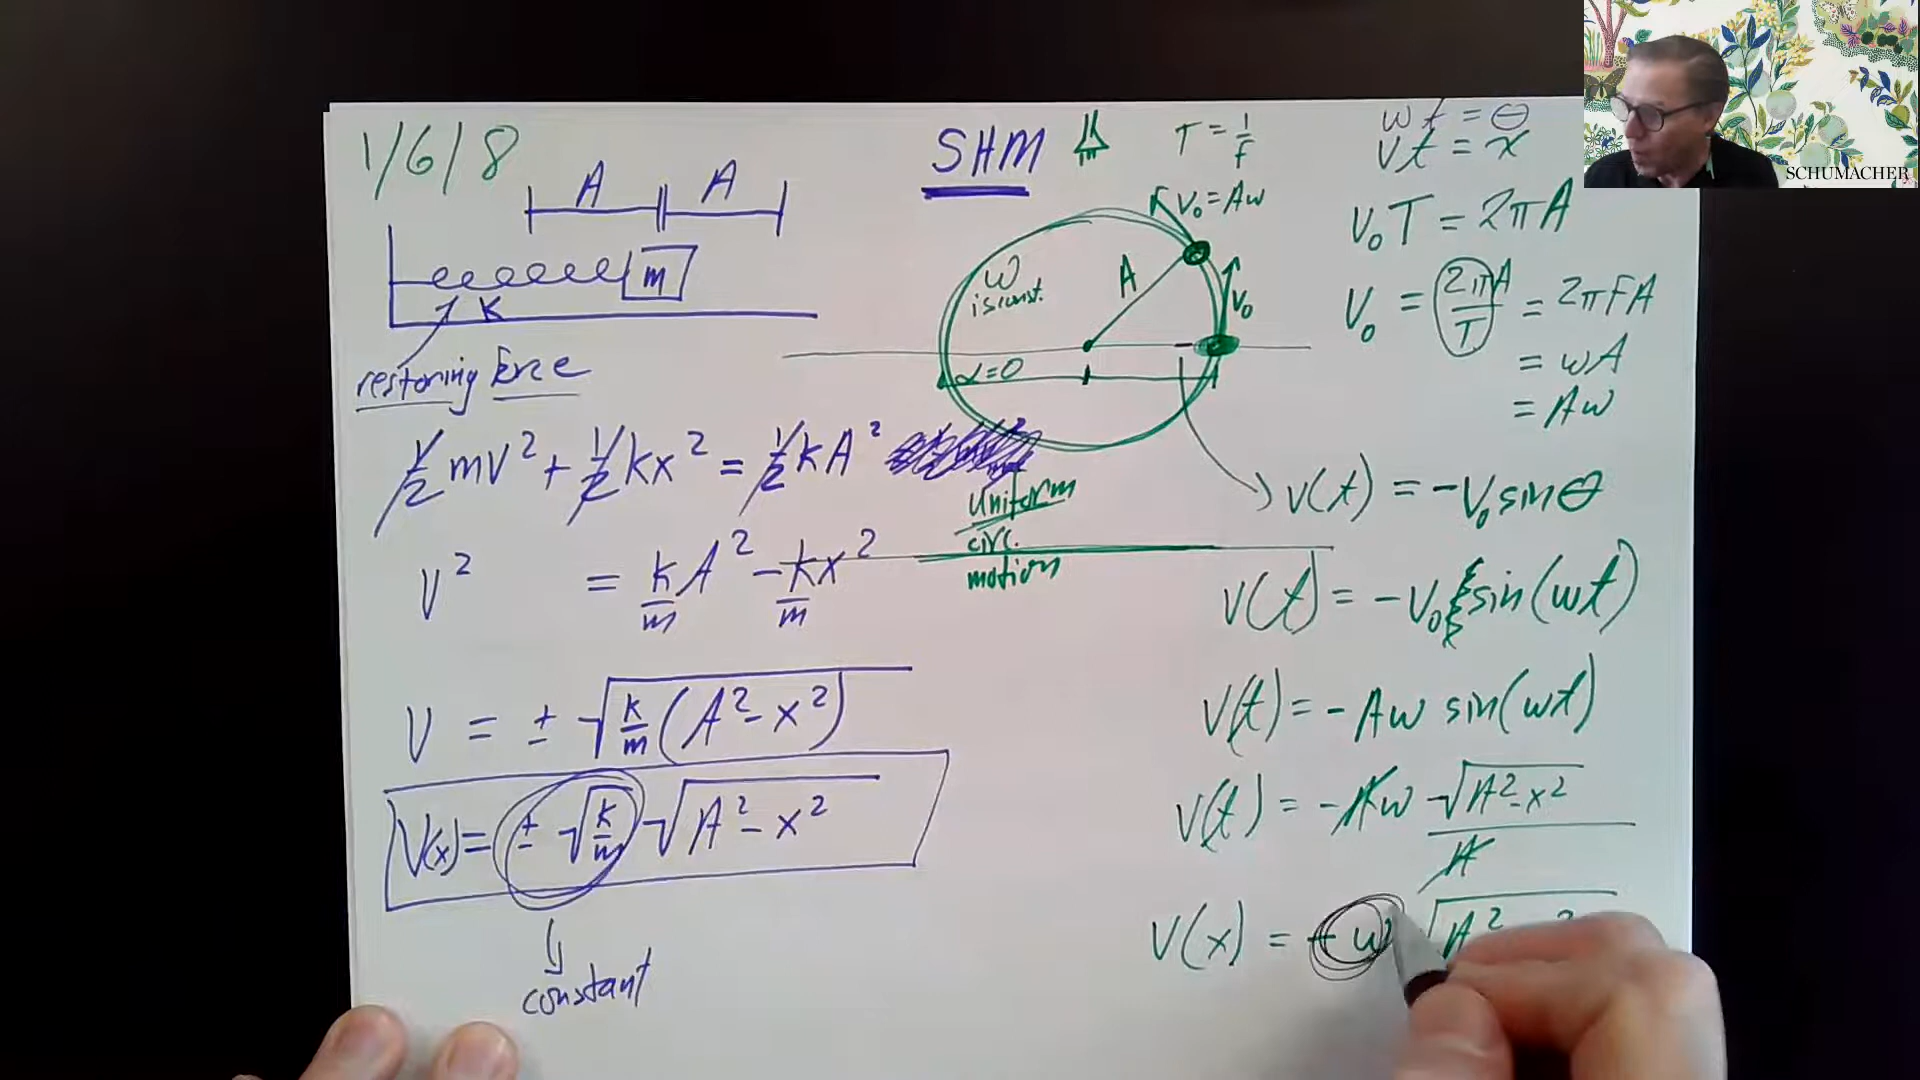 1/6/8
A A
m
K
restoring force
½mv² + ½kx² = ½kA²
v² = k/m A² - k/m x²
V = ± √(k/m (A² - x²))
V(x) = ± √(k/m) √(A² - x²)
constant
SHM
T = 1/f
V₀ = Aω
ω
is const.
A
V₀
α = 0
uniform
circ.
motion
ωt = θ
vt = x
V₀T = 2πA
V₀ = 2πA/T = 2πFA
= ωA
= Aω
v(t) = -V₀ sinθ
v(t) = -V₀ sin(ωt)
v(t) = -Aω sin(ωt)
v(t) = -Aω √(A² - x²)/A
v(x) = ω √A²
SCHUMACHER